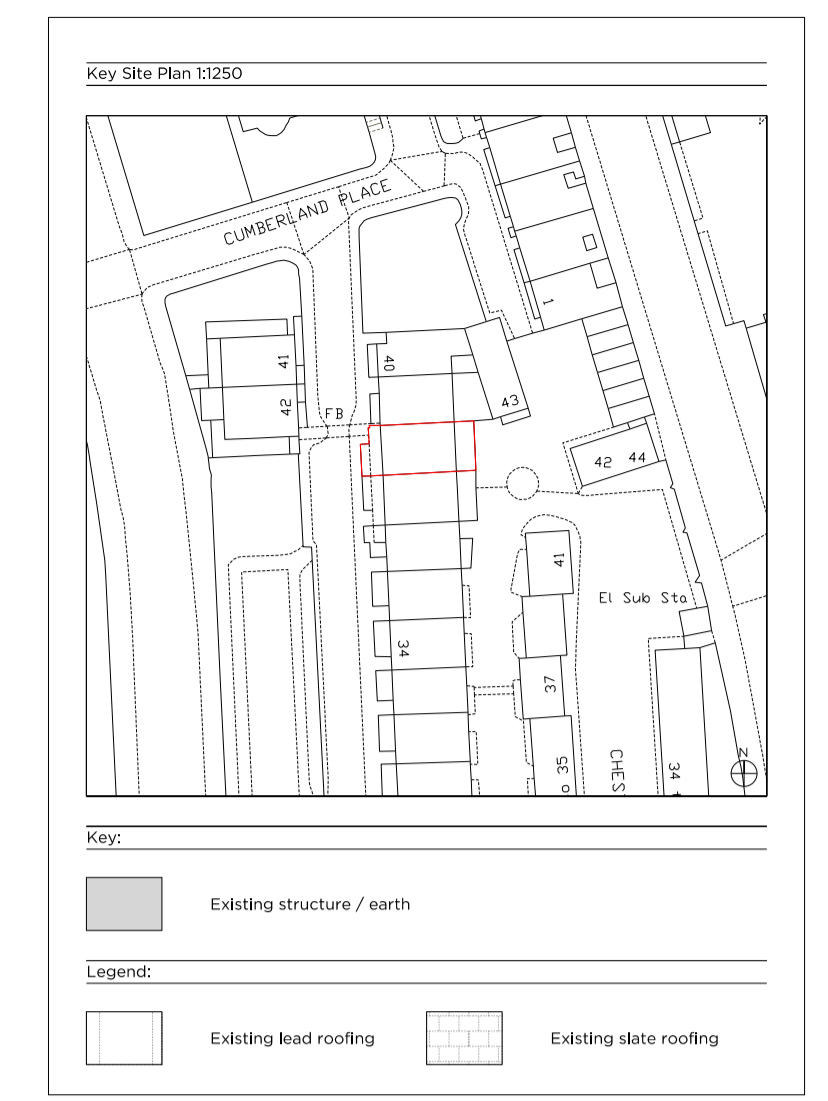 Key Site Plan 1:1250
CUMBERLAND PLACE
1
41
40
42
FB
43
42 44
41
El Sub Sta
34
37
o 35
CHES
34
N
Key:
Existing structure / earth
Legend:
Existing lead roofing
Existing slate roofing